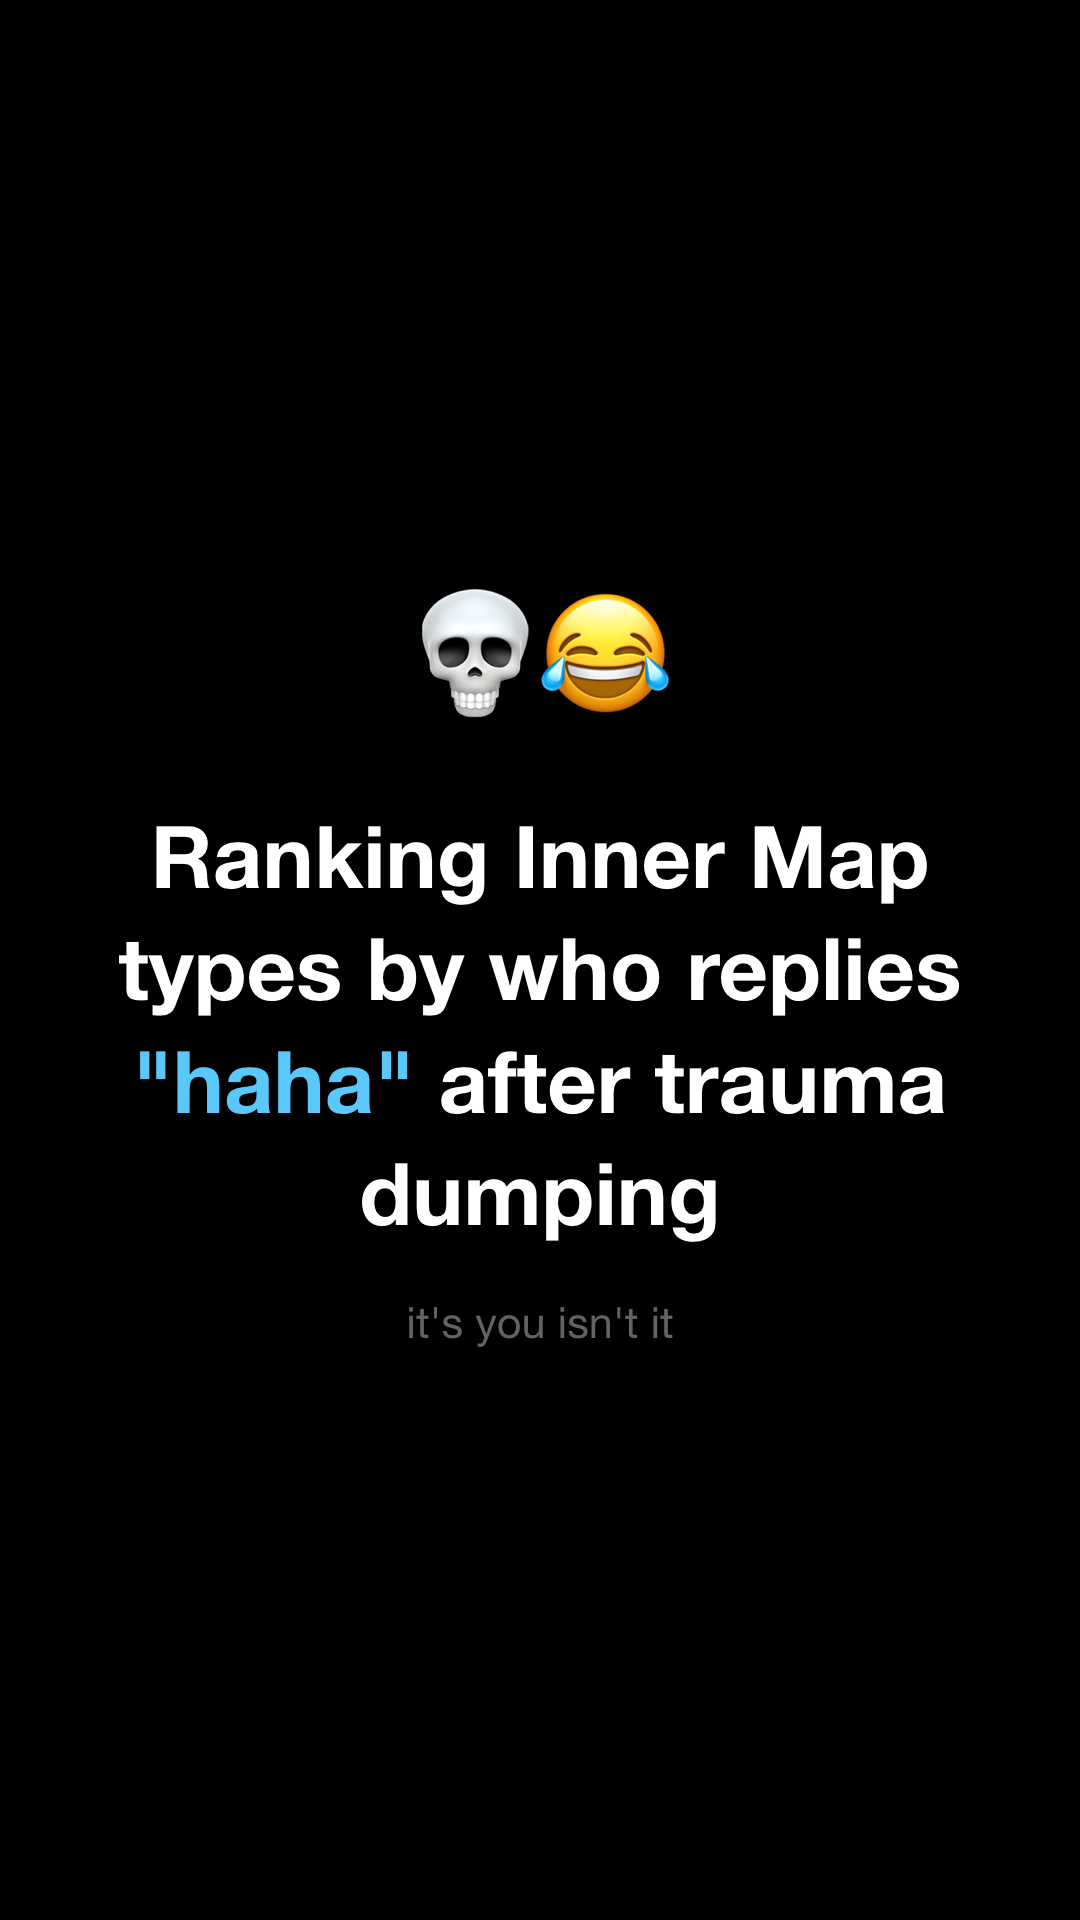 💀😂
Ranking Inner Map
types by who replies
"haha" after trauma
dumping
it's you isn't it